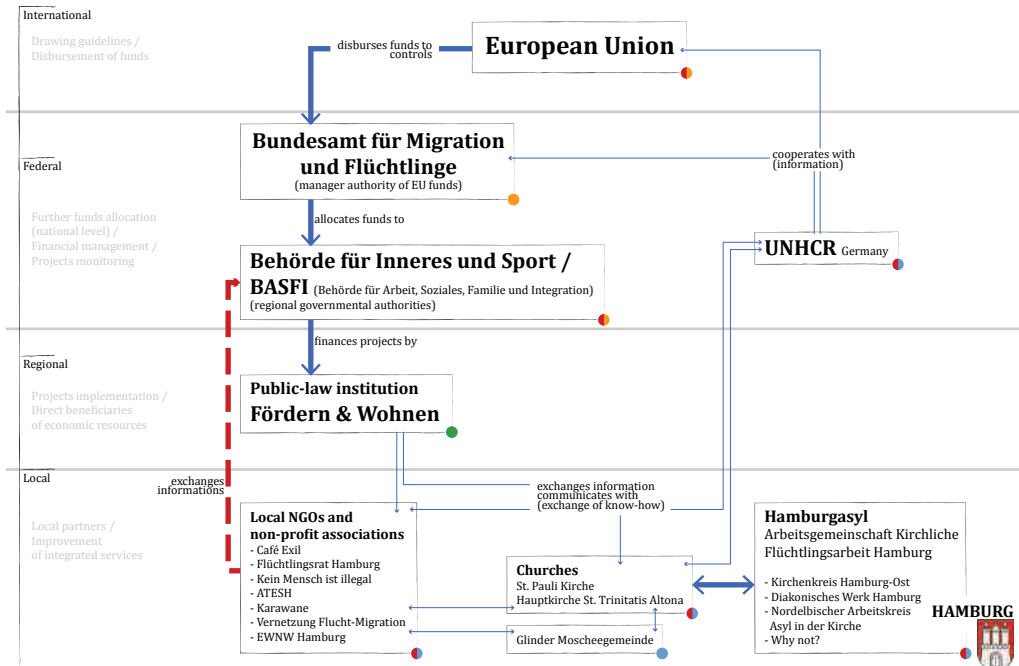 International
Drawing guidelines /
Disbursement of funds
disburses funds to
controls
European Union
Federal
Further funds allocation
(national level) /
Financial management /
Projects monitoring
Bundesamt für Migration
und Flüchtlinge
(manager authority of EU funds)
cooperates with
(information)
allocates funds to
UNHCR Germany
Behörde für Inneres und Sport /
BASFI (Behörde für Arbeit, Soziales, Familie und Integration)
(regional governmental authorities)
finances projects by
Regional
Projects implementation /
Direct beneficiaries
of economic resources
Public-law institution
Fördern & Wohnen
Local
Local partners /
Improvement
of integrated services
exchanges
informations
exchanges information
communicates with
(exchange of know-how)
Local NGOs and
non-profit associations
- Café Exil
- Flüchtlingsrat Hamburg
- Kein Mensch ist illegal
- ATESH
- Karawane
- Vernetzung Flucht-Migration
- EWNW Hamburg
Churches
St. Pauli Kirche
Hauptkirche St. Trinitatis Altona
Glinder Moscheegemeinde
Hamburgasyl
Arbeitsgemeinschaft Kirchliche
Flüchtlingsarbeit Hamburg
- Kirchenkreis Hamburg-Ost
- Diakonisches Werk Hamburg
- Nordelbischer Arbeitskreis
Asyl in der Kirche
- Why not?
HAMBURG